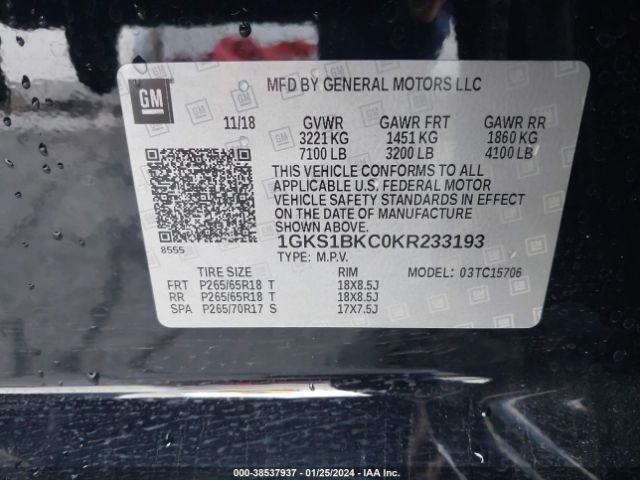 GM
MFD BY GENERAL MOTORS LLC
11/18 GVWR GAWR FRT GAWR RR
3221 KG 1451 KG 1860 KG
7100 LB 3200 LB 4100 LB
THIS VEHICLE CONFORMS TO ALL
APPLICABLE U.S. FEDERAL MOTOR
VEHICLE SAFETY STANDARDS IN EFFECT
ON THE DATE OF MANUFACTURE
SHOWN ABOVE.
1GKS1BKC0KR233193
8555
TYPE: M.P.V.
TIRE SIZE RIM MODEL: 03TC15706
FRT P265/65R18 T 18X8.5J
RR P265/65R18 T 18X8.5J
SPA P265/70R17 S 17X7.5J
000-38537937 - 01/25/2024 - IAA Inc.